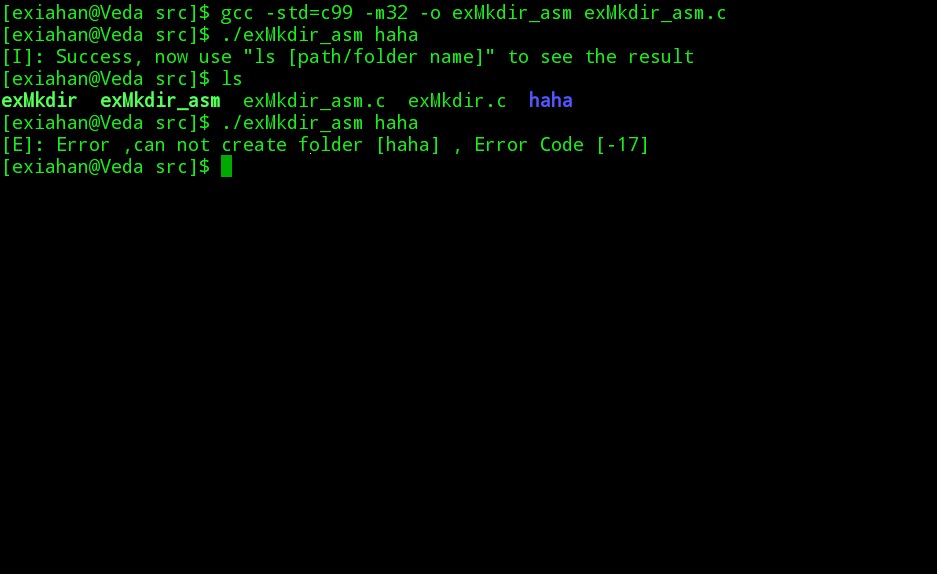 [exiahan@Veda src]$ gcc -std=c99 -m32 -o exMkdir_asm exMkdir_asm.c
[exiahan@Veda src]$ ./exMkdir_asm haha
[I]: Success, now use "ls [path/folder name]" to see the result
[exiahan@Veda src]$ ls
exMkdir  exMkdir_asm  exMkdir_asm.c  exMkdir.c  haha
[exiahan@Veda src]$ ./exMkdir_asm haha
[E]: Error ,can not create folder [haha] , Error Code [-17]
[exiahan@Veda src]$